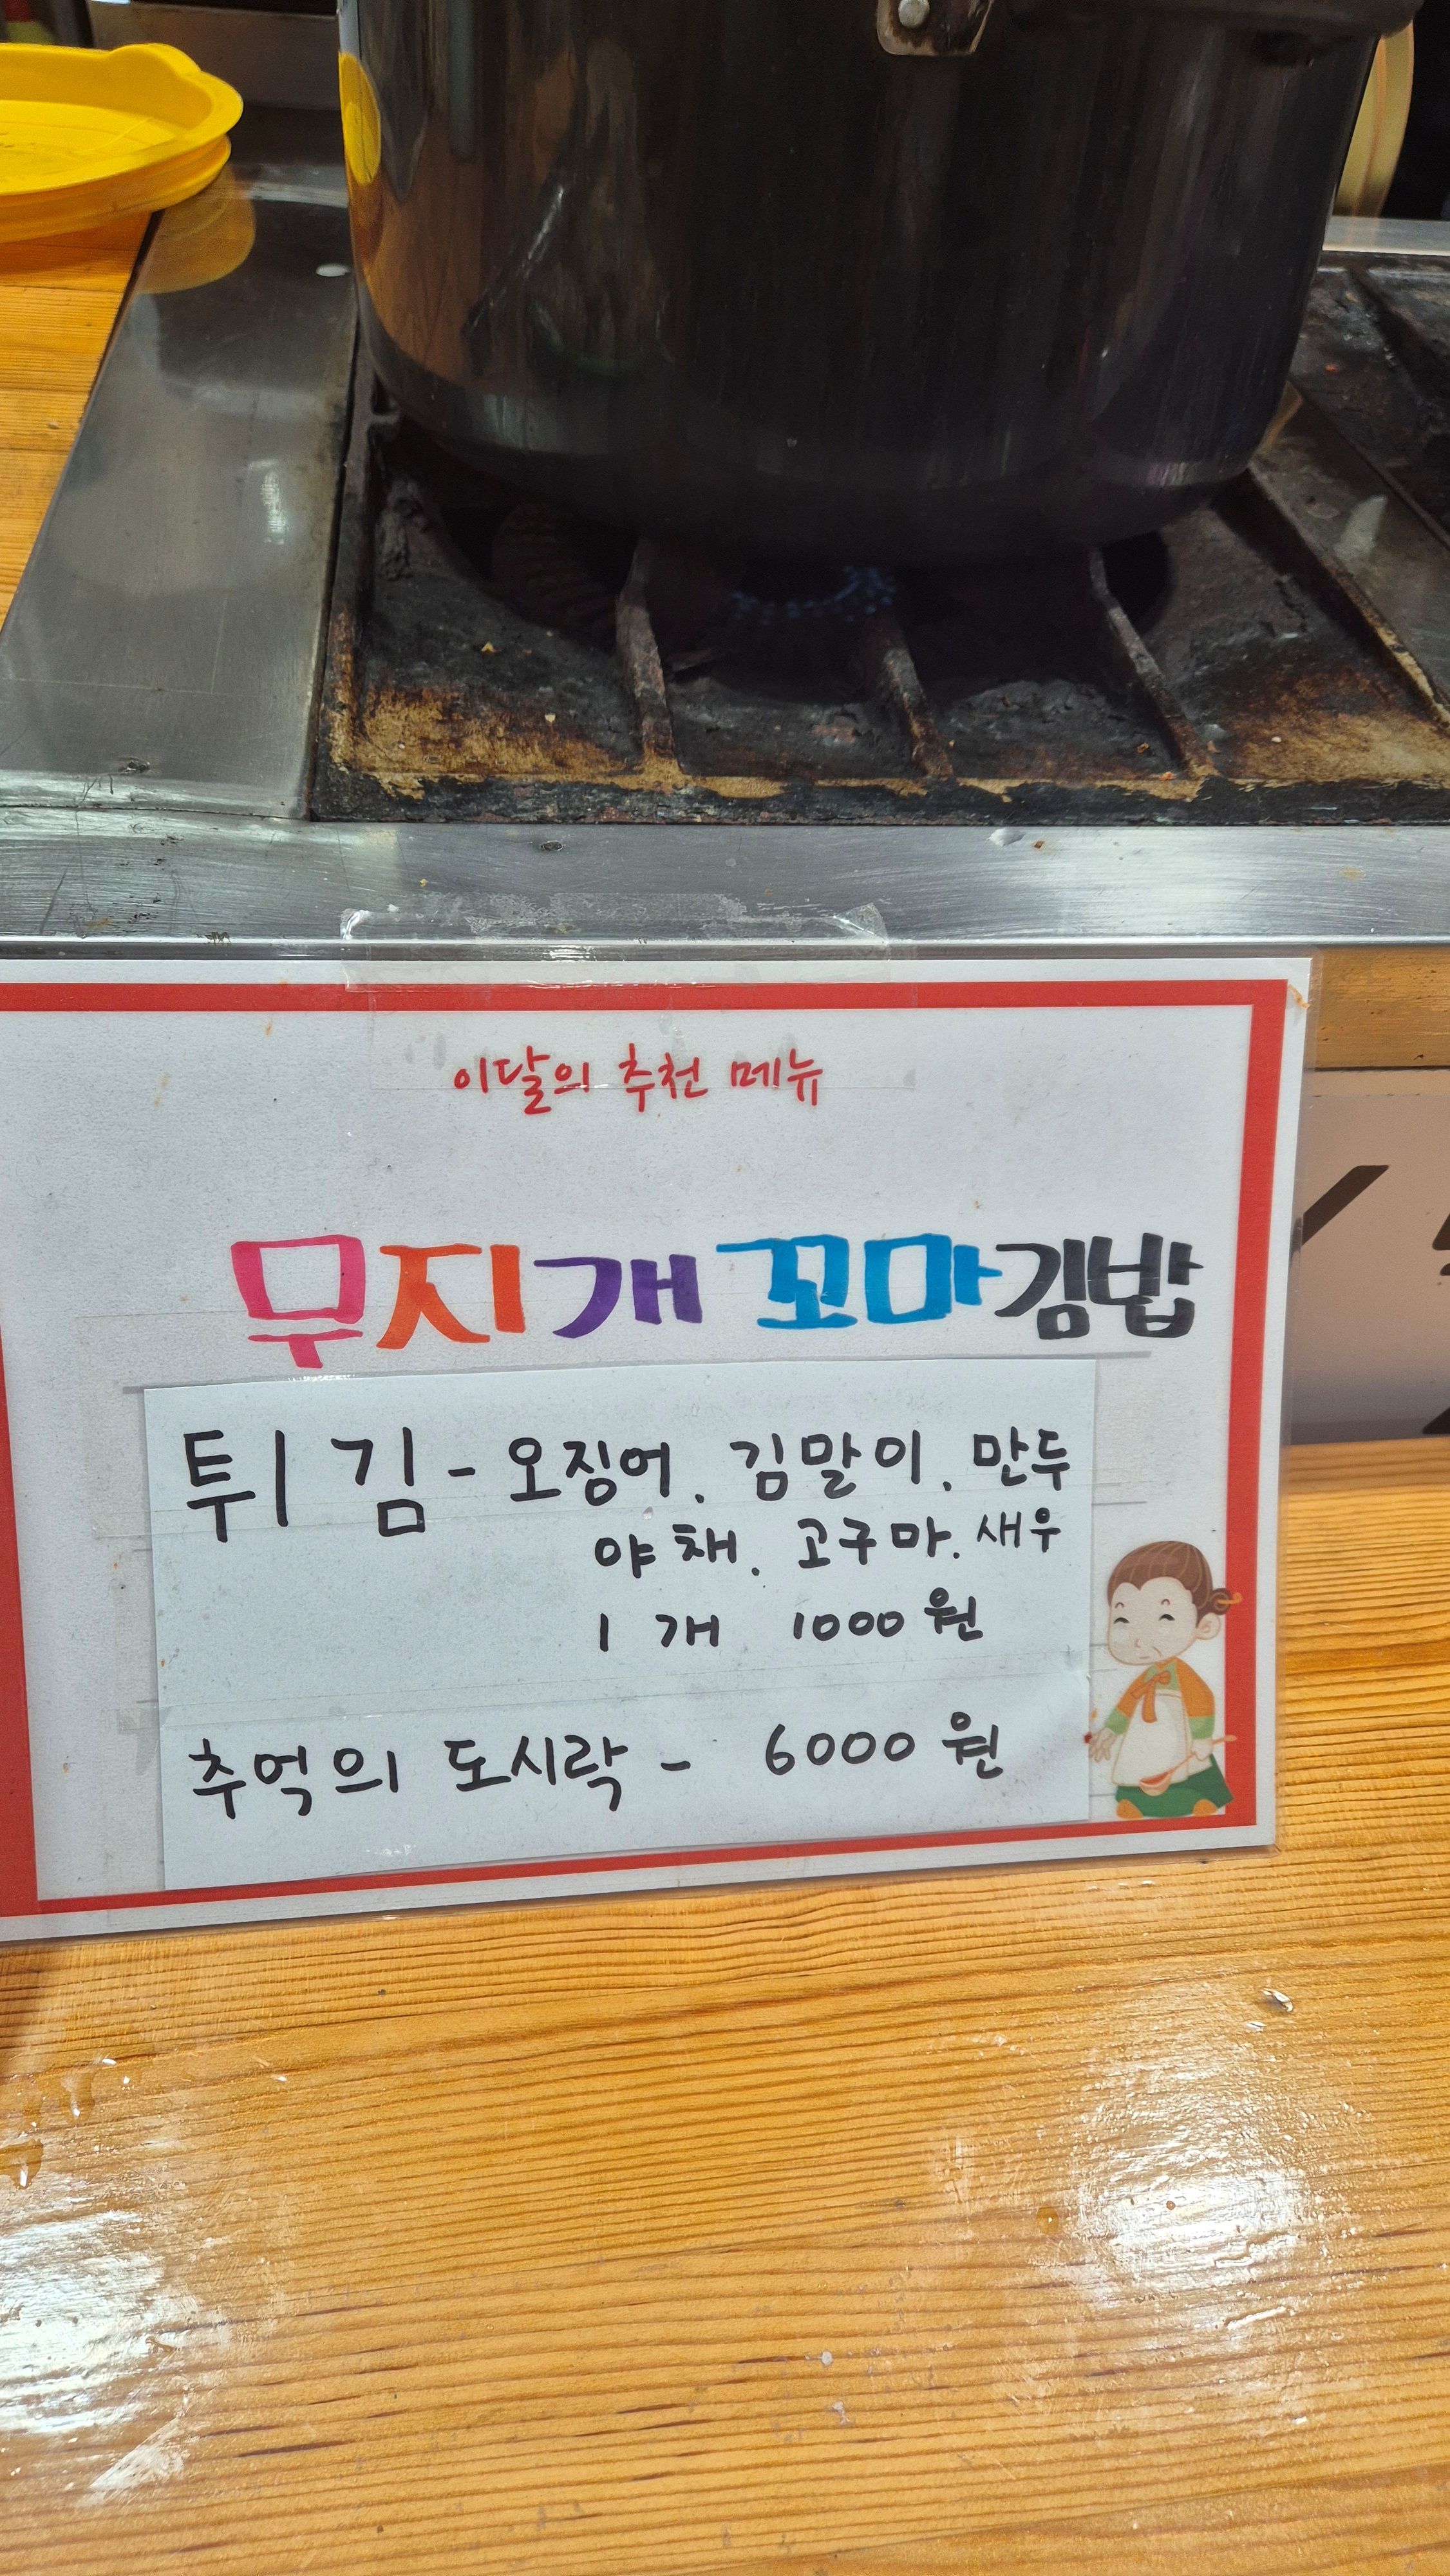 이달의 추천 메뉴
무지개 꼬마김밥
튀김 - 오징어. 김말이. 만두
야채. 고구마. 새우
1개 1000원
추억의 도시락 - 6000원